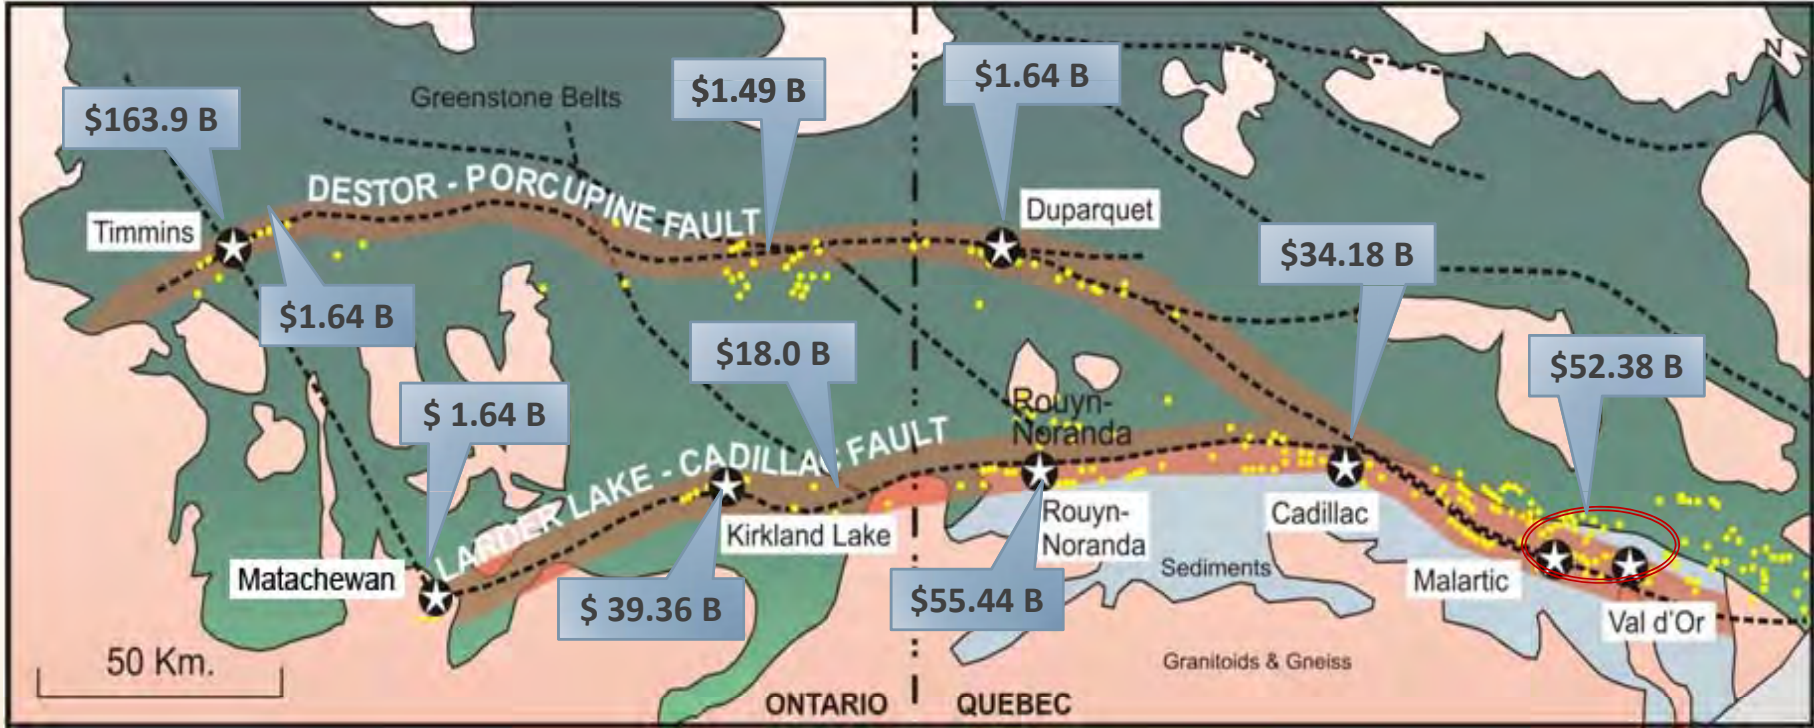 N
$1.64 B
$1.49 B
Greenstone Belts
$163.9 B
DESTOR - PORCUPINE FAULT
Duparquet
Timmins
$34.18 B
$1.64 B
$18.0 B
$52.38 B
$ 1.64 B
Rouyn-
Noranda
LARDER LAKE - CADILLAC FAULT
Kirkland Lake
Rouyn-
Noranda
Cadillac
Sediments
Malartic
Matachewan
$ 39.36 B
$55.44 B
Val d'Or
50 Km.
Granitoids & Gneiss
ONTARIO
QUEBEC